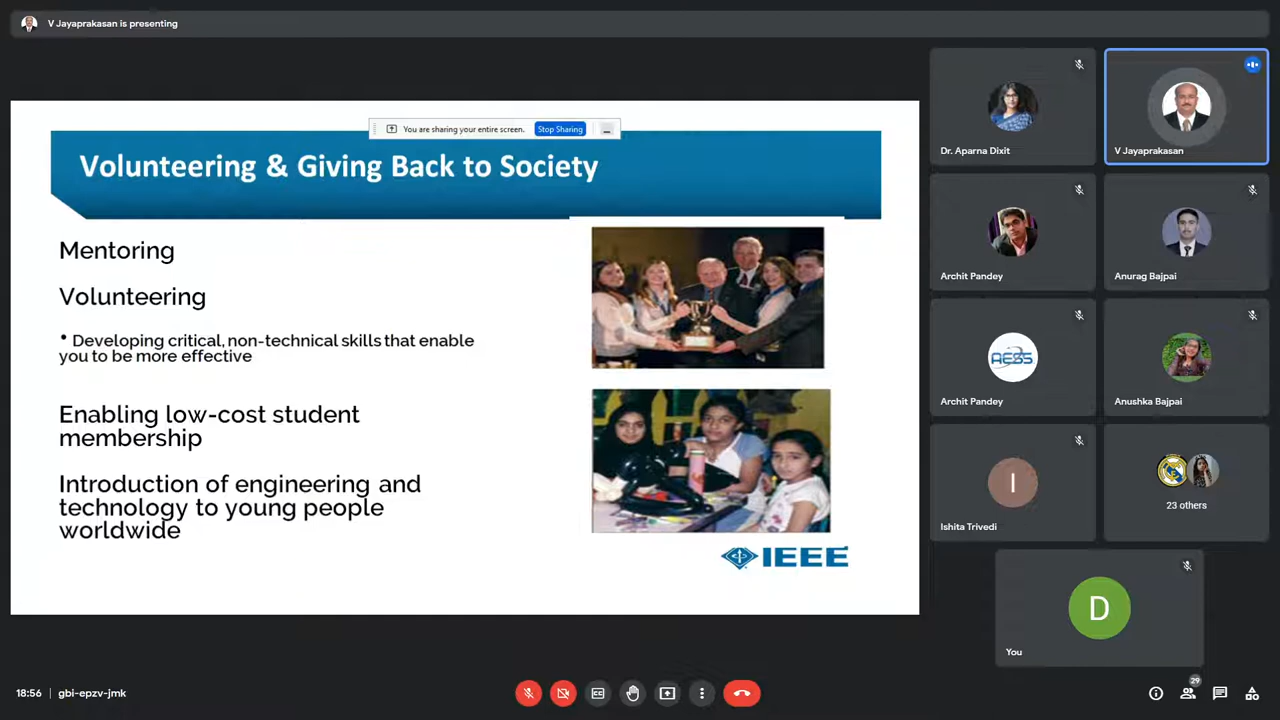 V Jayaprakasan is presenting
You are sharing your entire screen.
Stop Sharing
Volunteering & Giving Back to Society
Mentoring
Volunteering
• Developing critical, non-technical skills that enable
you to be more effective
Enabling low-cost student
membership
Introduction of engineering and
technology to young people
worldwide
IEEE
Dr. Aparna Dixit
V Jayaprakasan
Archit Pandey
Anurag Bajpai
AESS
Archit Pandey
Anushka Bajpai
I
Ishita Trivedi
23 others
D
You
18:56
gbi-epzv-jmk
CC
29